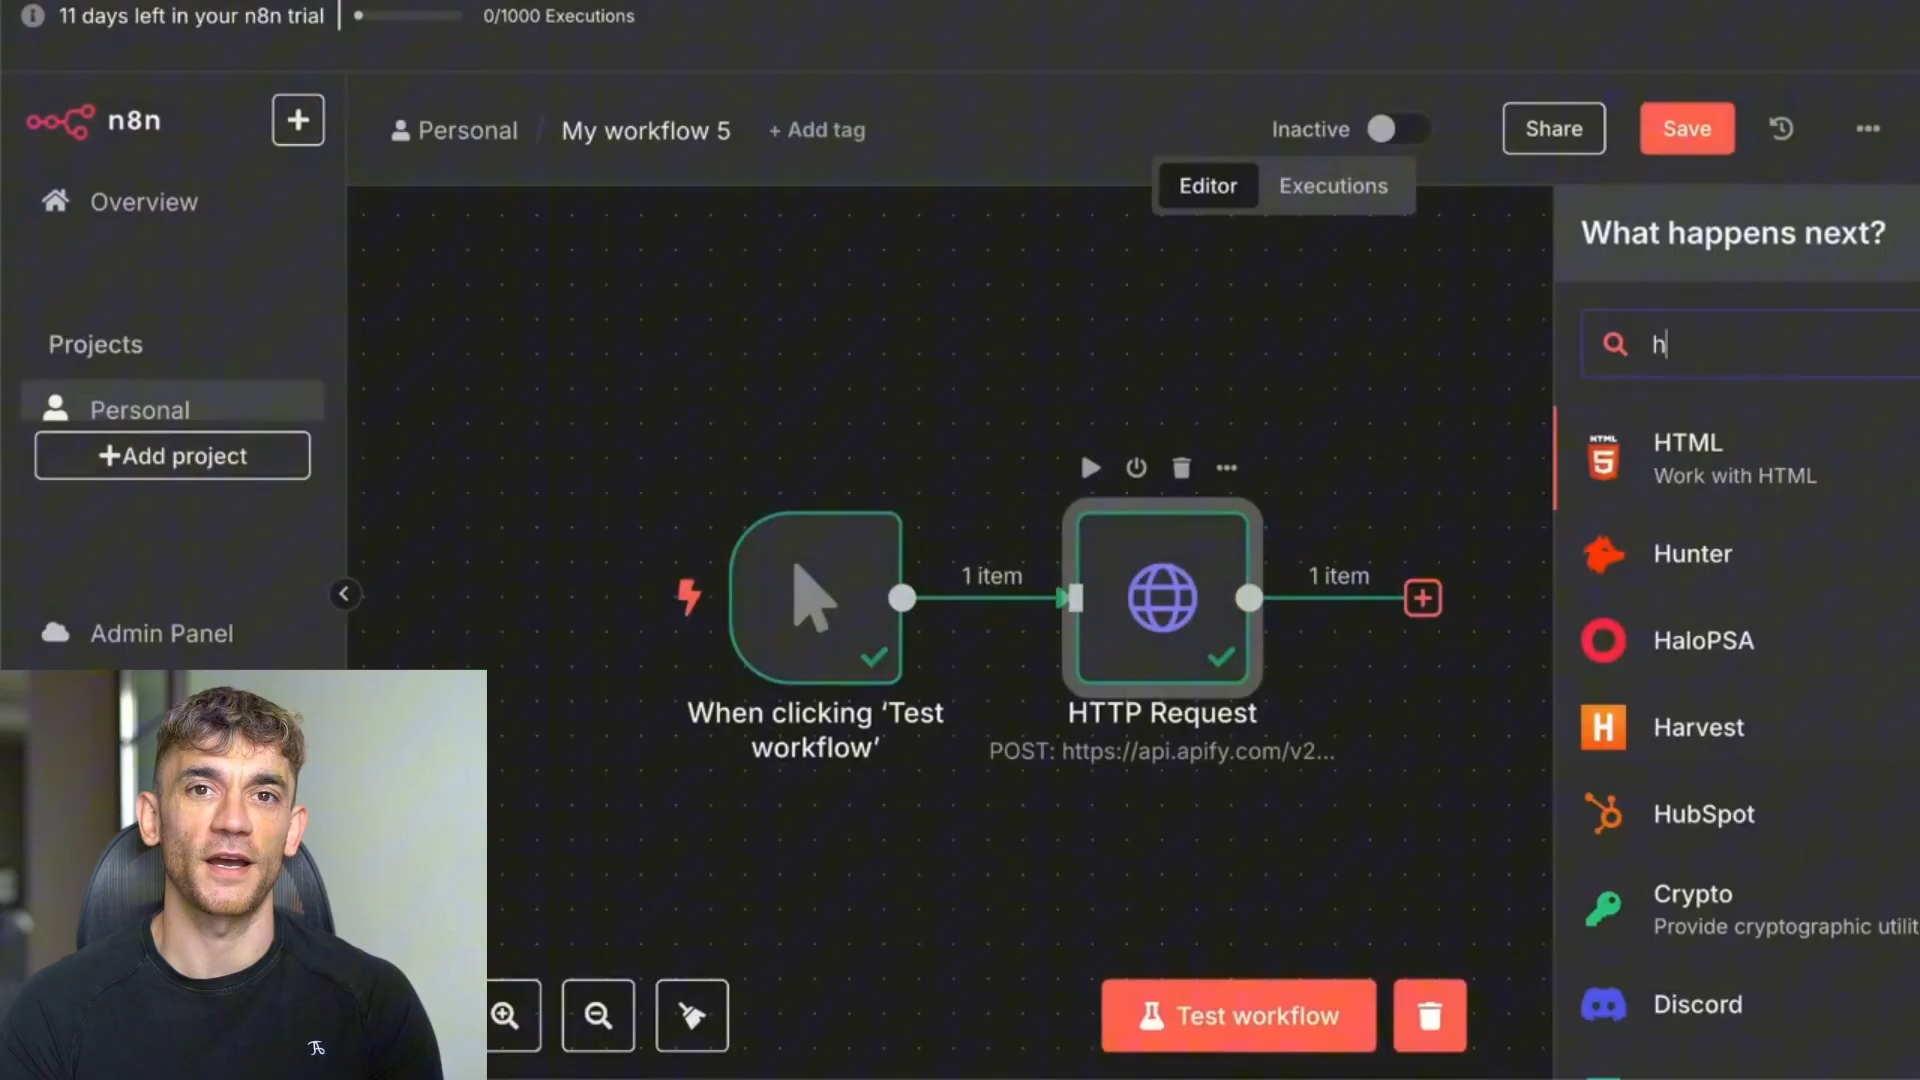 11 days left in your n8n trial
0/1000 Executions
n8n
Overview
Projects
Personal
+Add project
Admin Panel
Personal / My workflow 5
+ Add tag
Inactive
Share
Save
Editor
Executions
1 item
1 item
When clicking ‘Test
workflow’
HTTP Request
POST: https://api.apify.com/v2...
Test workflow
What happens next?
h
HTML
5
HTML
Work with HTML
Hunter
HaloPSA
H
Harvest
HubSpot
Crypto
Provide cryptographic utilit
Discord